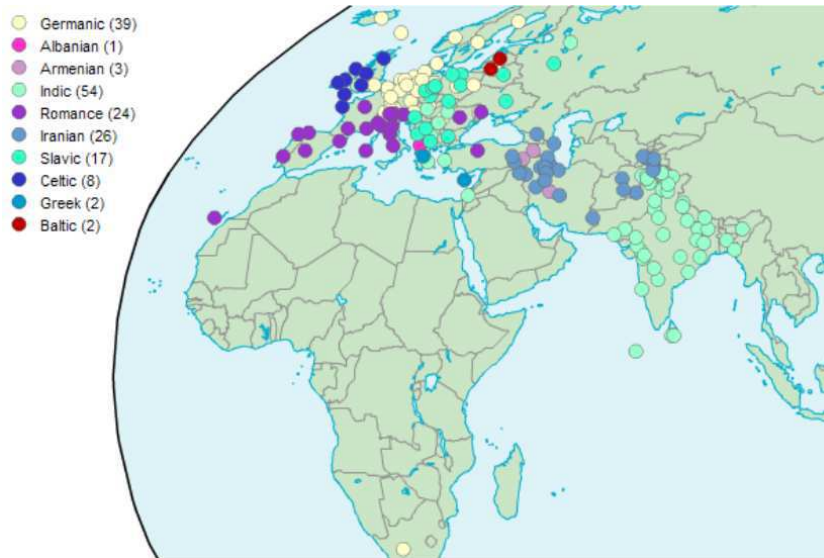 Germanic (39)
Albanian (1)
Armenian (3)
Indic (54)
Romance (24)
Iranian (26)
Slavic (17)
Celtic (8)
Greek (2)
Baltic (2)